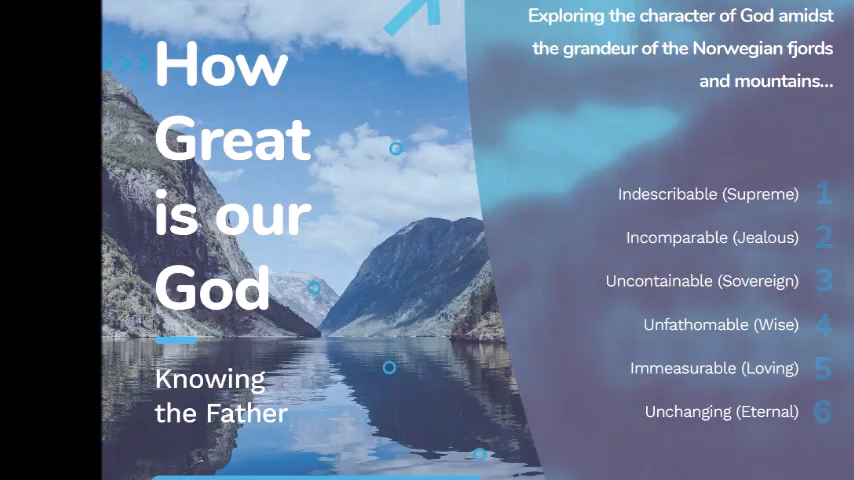 How
Great
is our
God
Knowing
the Father
Exploring the character of God amidst
the grandeur of the Norwegian fjords
and mountains...
Indescribable (Supreme) 1
Incomparable (Jealous) 2
Uncontainable (Sovereign) 3
Unfathomable (Wise) 4
Immeasurable (Loving) 5
Unchanging (Eternal) 6